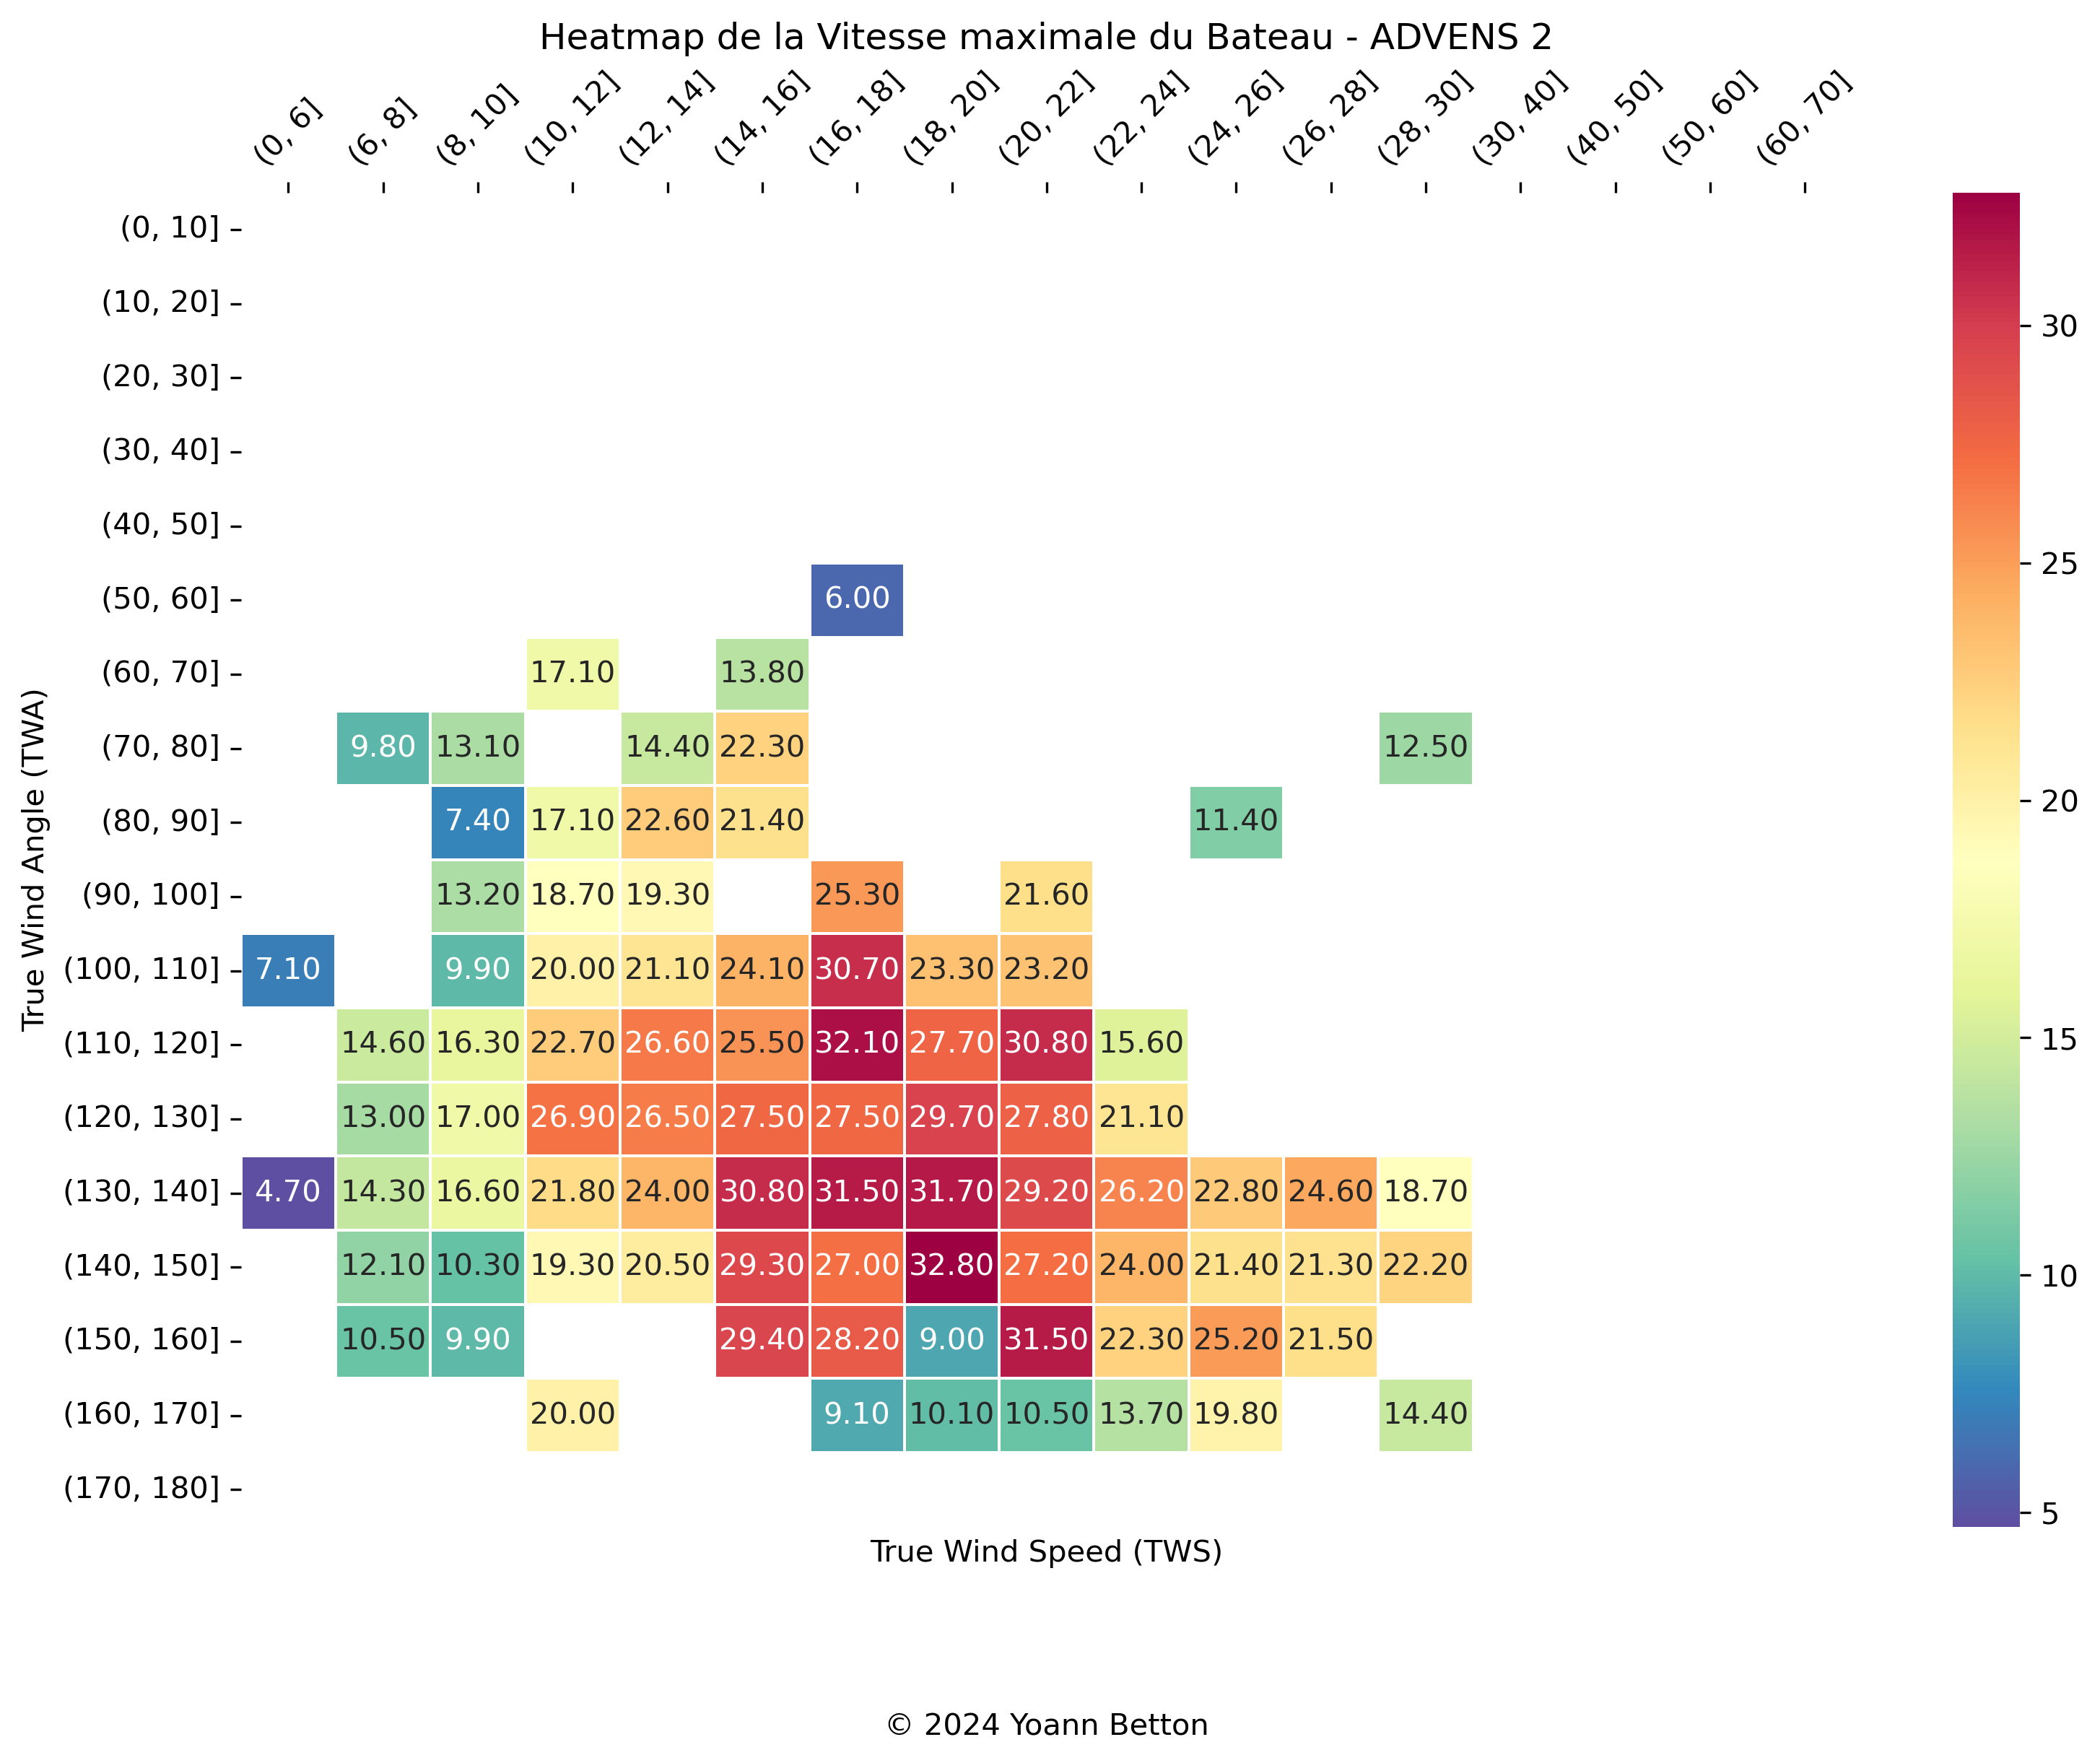 Heatmap de la Vitesse maximale du Bateau - ADVENS 2
(0, 6] (6, 8] (8, 10] (10, 12] (12, 14] (14, 16] (16, 18] (18, 20] (20, 22] (22, 24] (24, 26] (26, 28] (28, 30] (30, 40] (40, 50] (50, 60] (60, 70]
(0, 10]
(10, 20]
(20, 30]
(30, 40]
(40, 50]
(50, 60] 6.00
(60, 70] 17.10 13.80
(70, 80] 9.80 13.10 14.40 22.30 12.50
(80, 90] 7.40 17.10 22.60 21.40 11.40
(90, 100] 13.20 18.70 19.30 25.30 21.60
(100, 110] 7.10 9.90 20.00 21.10 24.10 30.70 23.30 23.20
(110, 120] 14.60 16.30 22.70 26.60 25.50 32.10 27.70 30.80 15.60
(120, 130] 13.00 17.00 26.90 26.50 27.50 27.50 29.70 27.80 21.10
(130, 140] 4.70 14.30 16.60 21.80 24.00 30.80 31.50 31.70 29.20 26.20 22.80 24.60 18.70
(140, 150] 12.10 10.30 19.30 20.50 29.30 27.00 32.80 27.20 24.00 21.40 21.30 22.20
(150, 160] 10.50 9.90 29.40 28.20 9.00 31.50 22.30 25.20 21.50
(160, 170] 20.00 9.10 10.10 10.50 13.70 19.80 14.40
(170, 180]
True Wind Angle (TWA)
True Wind Speed (TWS)
30
25
20
15
10
5
© 2024 Yoann Betton